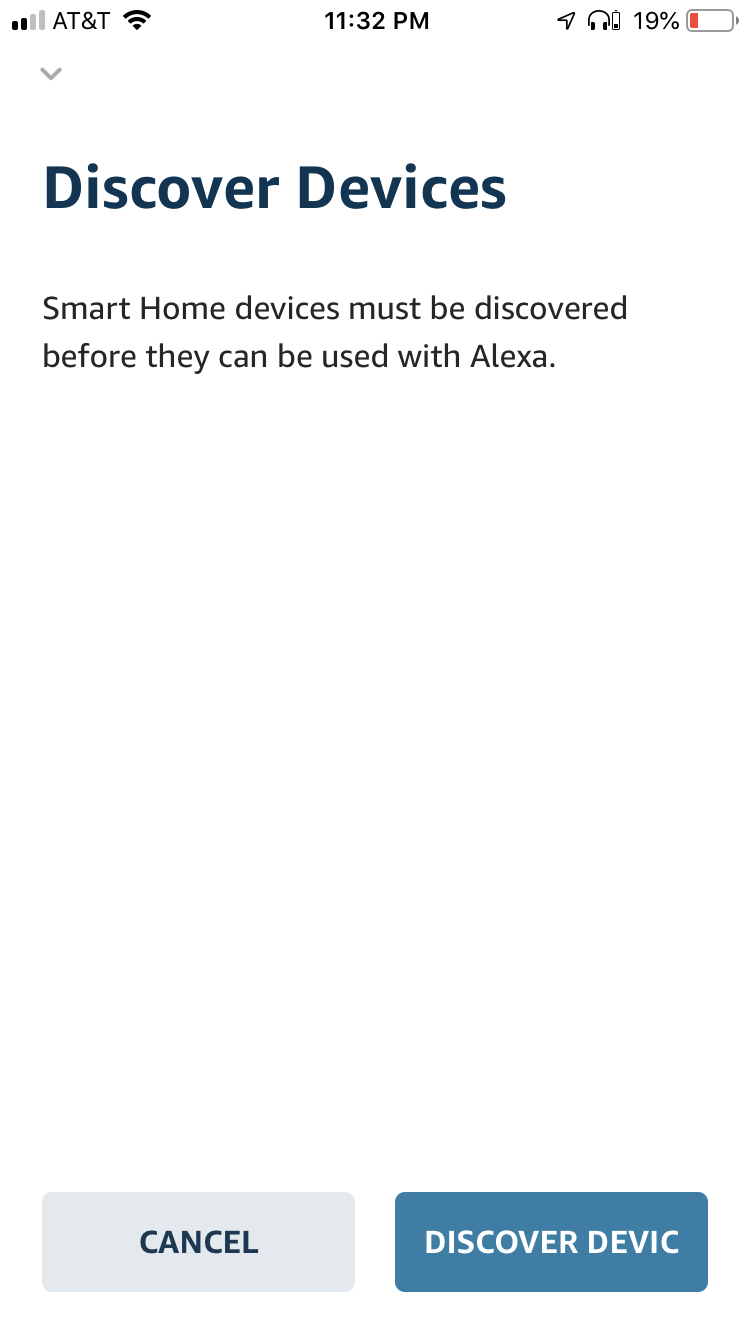 AT&T 11:32 PM 19%
Discover Devices
Smart Home devices must be discovered
before they can be used with Alexa.
CANCEL DISCOVER DEVIC